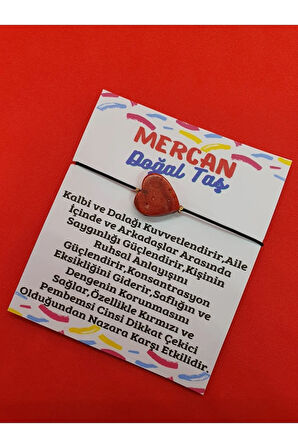 MERCAN
Doğal Taş
Kalbi ve Dalağı Kuvvetlendirir,Aile
İçinde ve Arkadaşlar Arasında
Saygınlığı Güçlendirir,Kişinin
Ruhsal Anlayışını
Güçlendirir,Konsantrasyon
Eksikliğini Giderir,Saflığın ve
Dengenin Korunmasını
Sağlar,Özellikle Kırmızı ve
Pembemsi Cinsi Dikkat Çekici
Olduğundan Nazara Karşı Etkilidir.